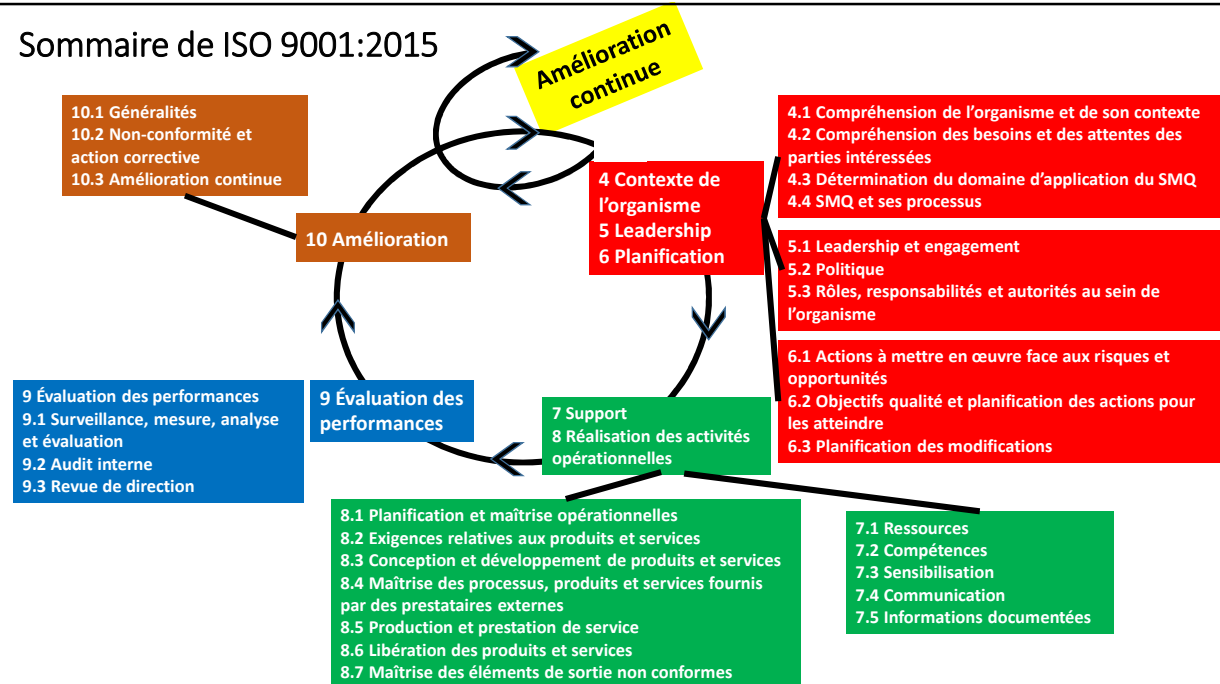 Sommaire de ISO 9001:2015
Amélioration
continue
10.1 Généralités
10.2 Non-conformité et
action corrective
10.3 Amélioration continue
10 Amélioration
4 Contexte de
l’organisme
5 Leadership
6 Planification
4.1 Compréhension de l’organisme et de son contexte
4.2 Compréhension des besoins et des attentes des
parties intéressées
4.3 Détermination du domaine d’application du SMQ
4.4 SMQ et ses processus
5.1 Leadership et engagement
5.2 Politique
5.3 Rôles, responsabilités et autorités au sein de
l’organisme
6.1 Actions à mettre en œuvre face aux risques et
opportunités
6.2 Objectifs qualité et planification des actions pour
les atteindre
6.3 Planification des modifications
9 Évaluation des performances
9.1 Surveillance, mesure, analyse
et évaluation
9.2 Audit interne
9.3 Revue de direction
9 Évaluation des
performances
7 Support
8 Réalisation des activités
opérationnelles
8.1 Planification et maîtrise opérationnelles
8.2 Exigences relatives aux produits et services
8.3 Conception et développement de produits et services
8.4 Maîtrise des processus, produits et services fournis
par des prestataires externes
8.5 Production et prestation de service
8.6 Libération des produits et services
8.7 Maîtrise des éléments de sortie non conformes
7.1 Ressources
7.2 Compétences
7.3 Sensibilisation
7.4 Communication
7.5 Informations documentées